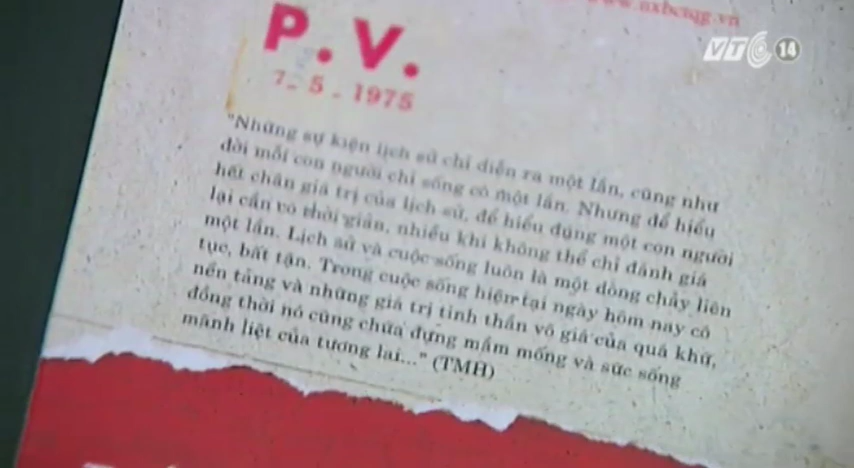 www.nxbctqg.vn
VTC 14
P.V.
7- 5 - 1975
"Những sự kiện lịch sử chỉ diễn ra một lần, cũng như
đời mỗi con người chỉ sống có một lần. Nhưng để hiểu
hết chân giá trị của lịch sử, để hiểu đúng một con người
lại cần có thời gian, nhiều khi không thể chỉ đánh giá
một lần. Lịch sử và cuộc sống luôn là một dòng chảy liên
tục, bất tận. Trong cuộc sống hiện tại ngày hôm nay có
nền tảng và những giá trị tinh thần vô giá của quá khứ,
đồng thời nó cũng chứa đựng mầm mống và sức sống
mãnh liệt của tương lai..." (TMH)